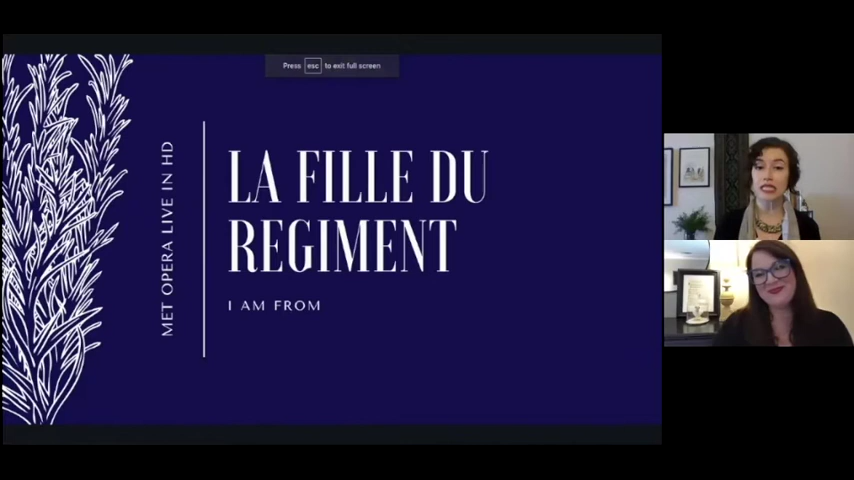 Press esc to exit full screen
MET OPERA LIVE IN HD
LA FILLE DU
REGIMENT
I AM FROM